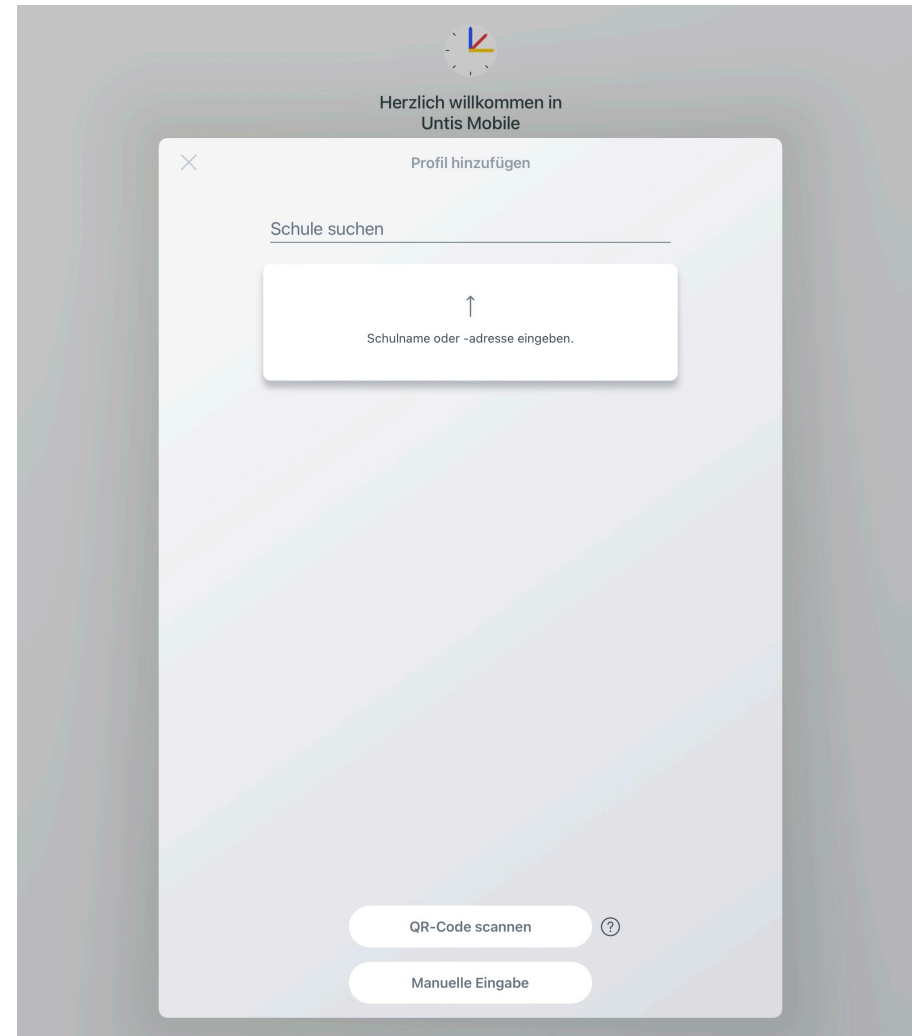 Herzlich willkommen in
Untis Mobile
Profil hinzufügen
Schule suchen
Schulname oder -adresse eingeben.
QR-Code scannen
?
Manuelle Eingabe